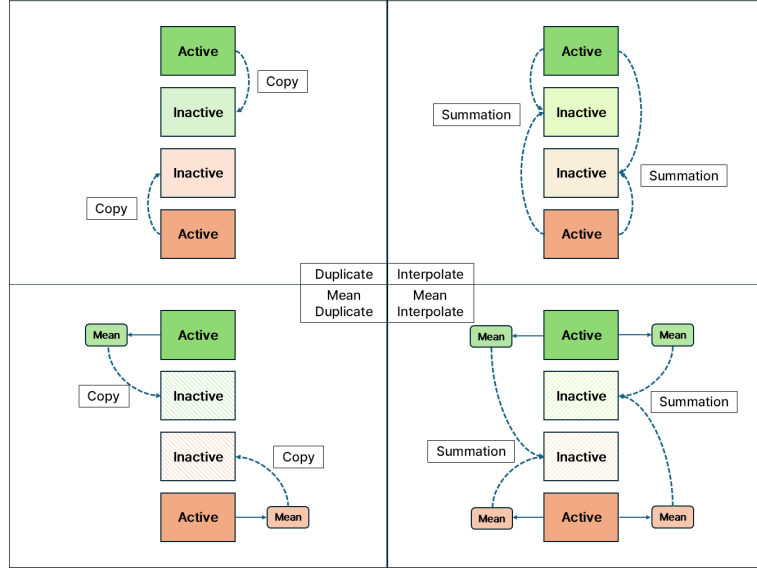 Active
Copy
Inactive
Inactive
Copy
Active
Active
Summation
Inactive
Inactive
Summation
Active
Duplicate
Interpolate
Mean
Duplicate
Mean
Interpolate
Mean
Active
Copy
Inactive
Inactive
Copy
Active
Mean
Mean
Active
Mean
Inactive
Summation
Summation
Inactive
Mean
Active
Mean